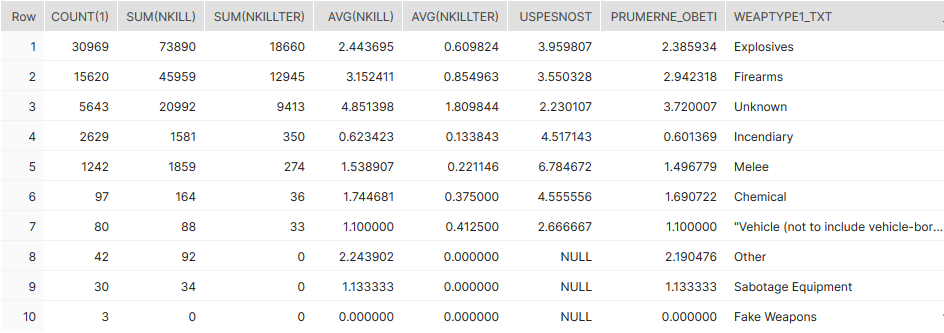 Row COUNT(1) SUM(NKILL) SUM(NKILLTER) AVG(NKILL) AVG(NKILLTER) USPESNOST PRUMERNE_OBETI WEAPTYPE1_TXT
1 30969 73890 18660 2.443695 0.609824 3.959807 2.385934 Explosives
2 15620 45959 12945 3.152411 0.854963 3.550328 2.942318 Firearms
3 5643 20992 9413 4.851398 1.809844 2.230107 3.720007 Unknown
4 2629 1581 350 0.623423 0.133843 4.517143 0.601369 Incendiary
5 1242 1859 274 1.538907 0.221146 6.784672 1.496779 Melee
6 97 164 36 1.744681 0.375000 4.555556 1.690722 Chemical
7 80 88 33 1.100000 0.412500 2.666667 1.100000 "Vehicle (not to include vehicle-bor...
8 42 92 0 2.243902 0.000000 NULL 2.190476 Other
9 30 34 0 1.133333 0.000000 NULL 1.133333 Sabotage Equipment
10 3 0 0 0.000000 0.000000 NULL 0.000000 Fake Weapons